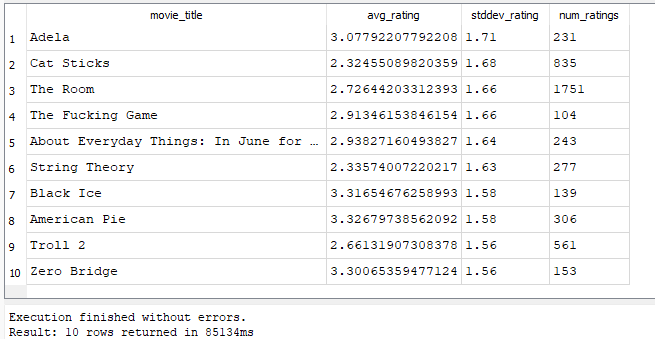 movie_title avg_rating stddev_rating num_ratings
1 Adela 3.07792207792208 1.71 231
2 Cat Sticks 2.32455089820359 1.68 835
3 The Room 2.72644203312393 1.66 1751
4 The Fucking Game 2.91346153846154 1.66 104
5 About Everyday Things: In June for ... 2.93827160493827 1.64 243
6 String Theory 2.33574007220217 1.63 277
7 Black Ice 3.31654676258993 1.58 139
8 American Pie 3.32679738562092 1.58 306
9 Troll 2 2.66131907308378 1.56 561
10 Zero Bridge 3.30065359477124 1.56 153
Execution finished without errors.
Result: 10 rows returned in 85134ms